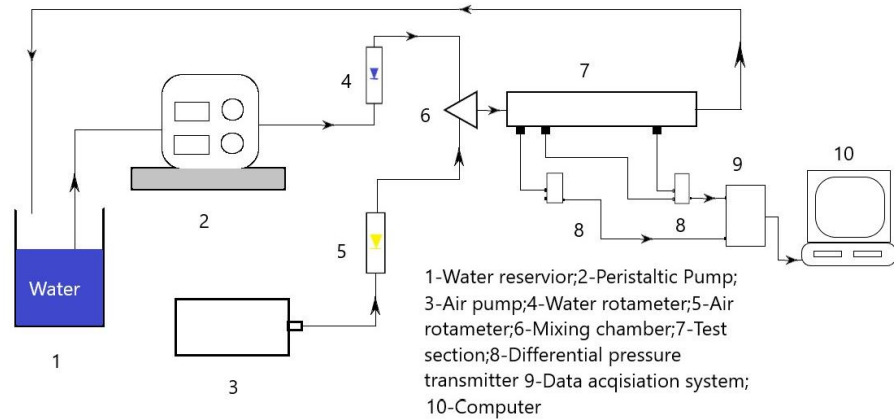 7
4
6
9
10
2
8
8
5
Water
1
3
1-Water reservior;2-Peristaltic Pump;
3-Air pump;4-Water rotameter;5-Air
rotameter;6-Mixing chamber;7-Test
section;8-Differential pressure
transmitter 9-Data acqisiation system;
10-Computer